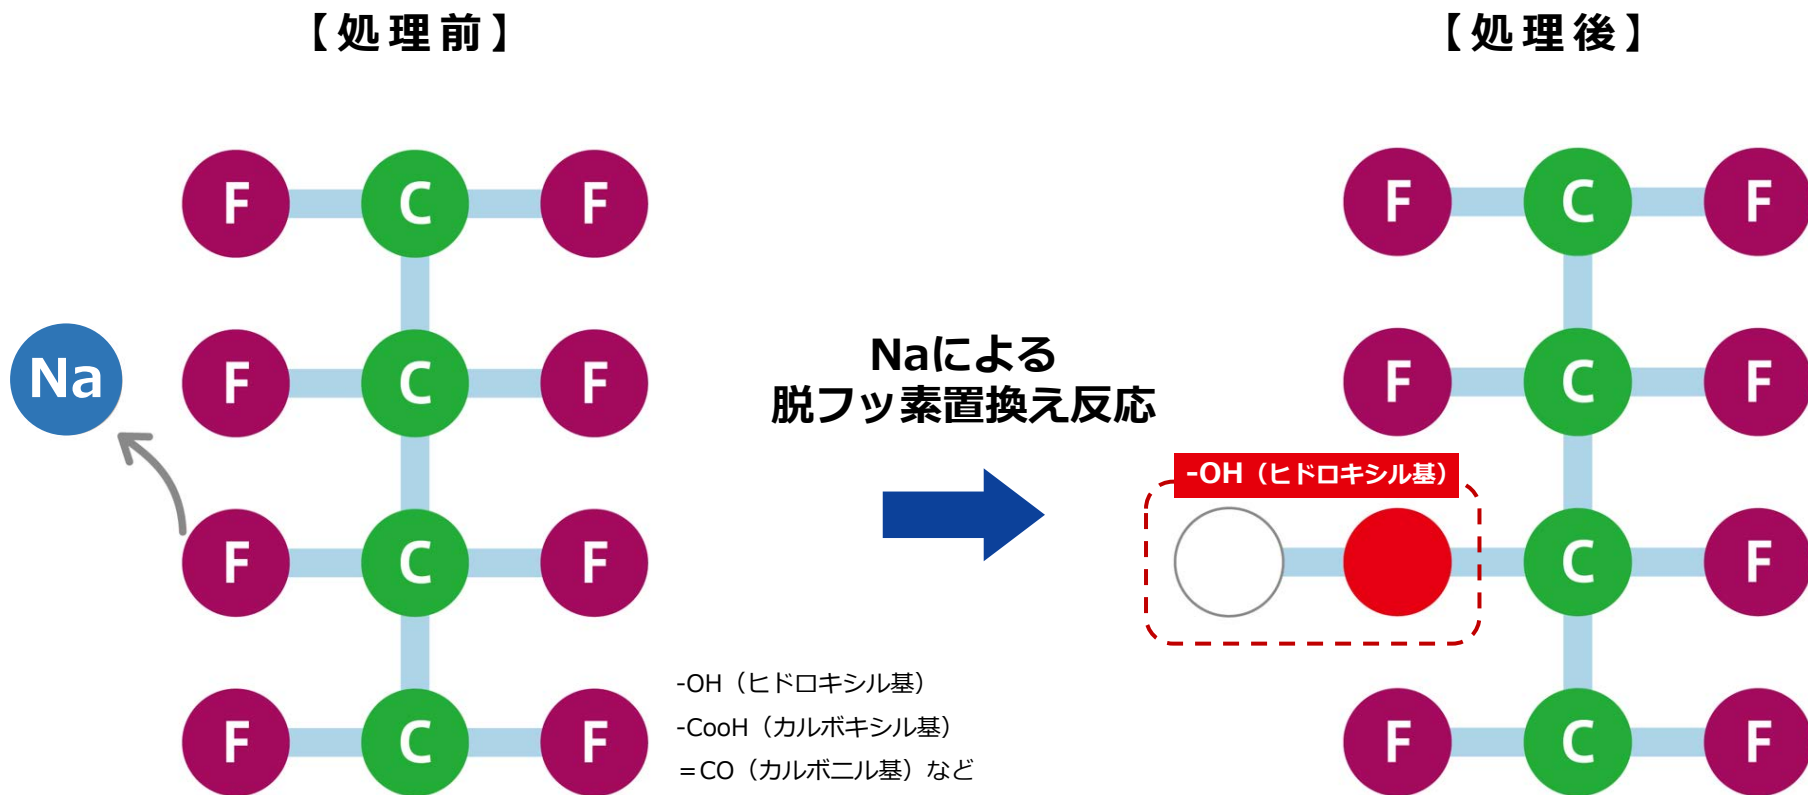 【処理前】
【処理後】
F C F
F C F
Na
F C F
F C F
Naによる
脱フッ素置換え反応
-OH（ヒドロキシル基）
-CooH（カルボキシル基）
=CO（カルボニル基）など
F C F
F C F
-OH（ヒドロキシル基）
C F
F C F